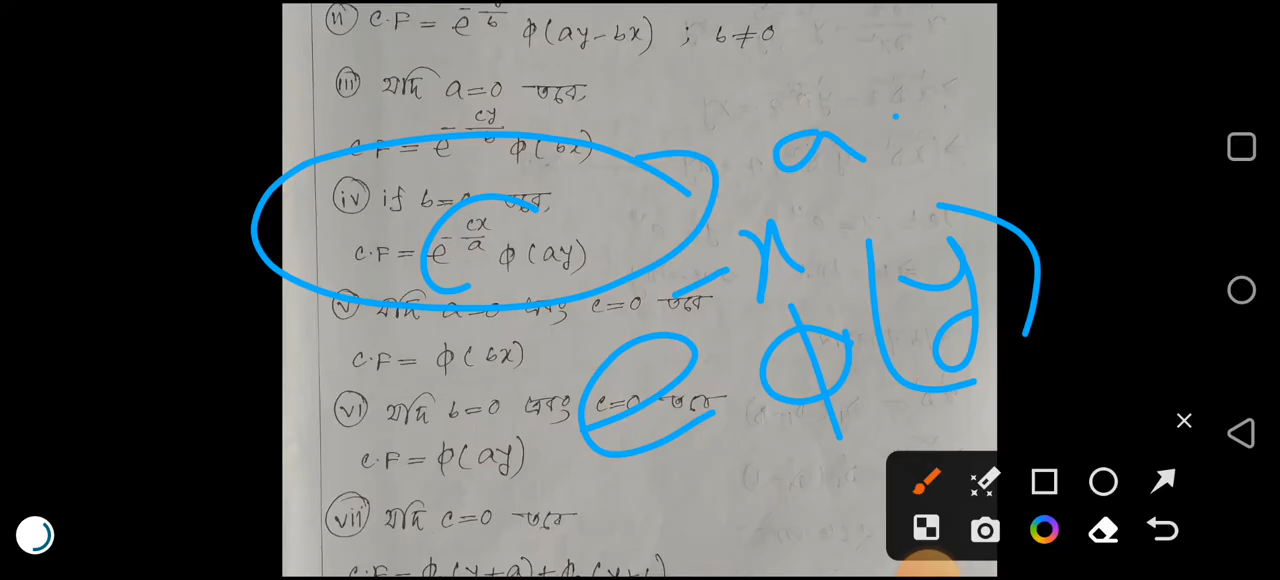 (ii) C.F = e^{-cy/b} φ(ay-bx) ; b≠0
(iii) যদি a=0 তবে,
C.F = e^{-cy/b} φ(bx)
(iv) if b=0 তবে,
C.F = e^{-cx/a} φ(ay)
(v) যদি a=0 এবং c=0 তবে
C.F = φ(bx)
(vi) যদি b=0 এবং c=0 তবে
C.F = φ(ay)
(vii) যদি c=0 তবে
a
e^{-x} φ(y)